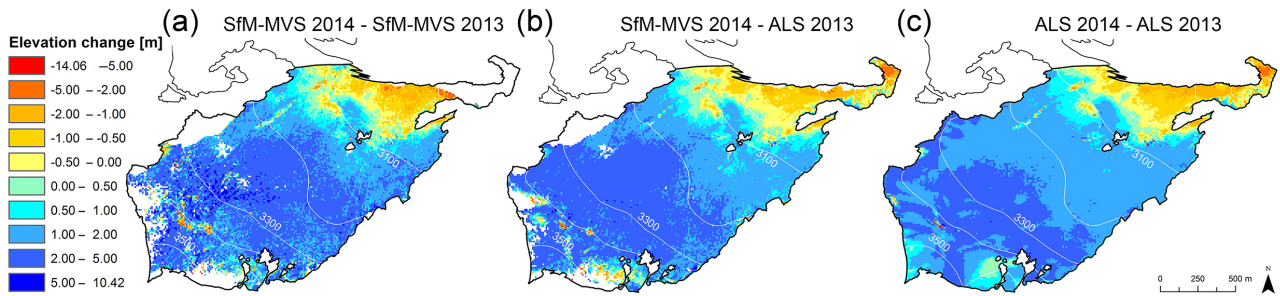 (a) SfM-MVS 2014 - SfM-MVS 2013
(b) SfM-MVS 2014 - ALS 2013
(c) ALS 2014 - ALS 2013
Elevation change [m]
-14.06 –5.00
-5.00 – -2.00
-2.00 – -1.00
-1.00 – -0.50
-0.50 – 0.00
0.00 – 0.50
0.50 – 1.00
1.00 – 2.00
2.00 – 5.00
5.00 – 10.42
3100
3300
3500
3100
3300
3500
3100
3300
3500
N
0 250 500 m